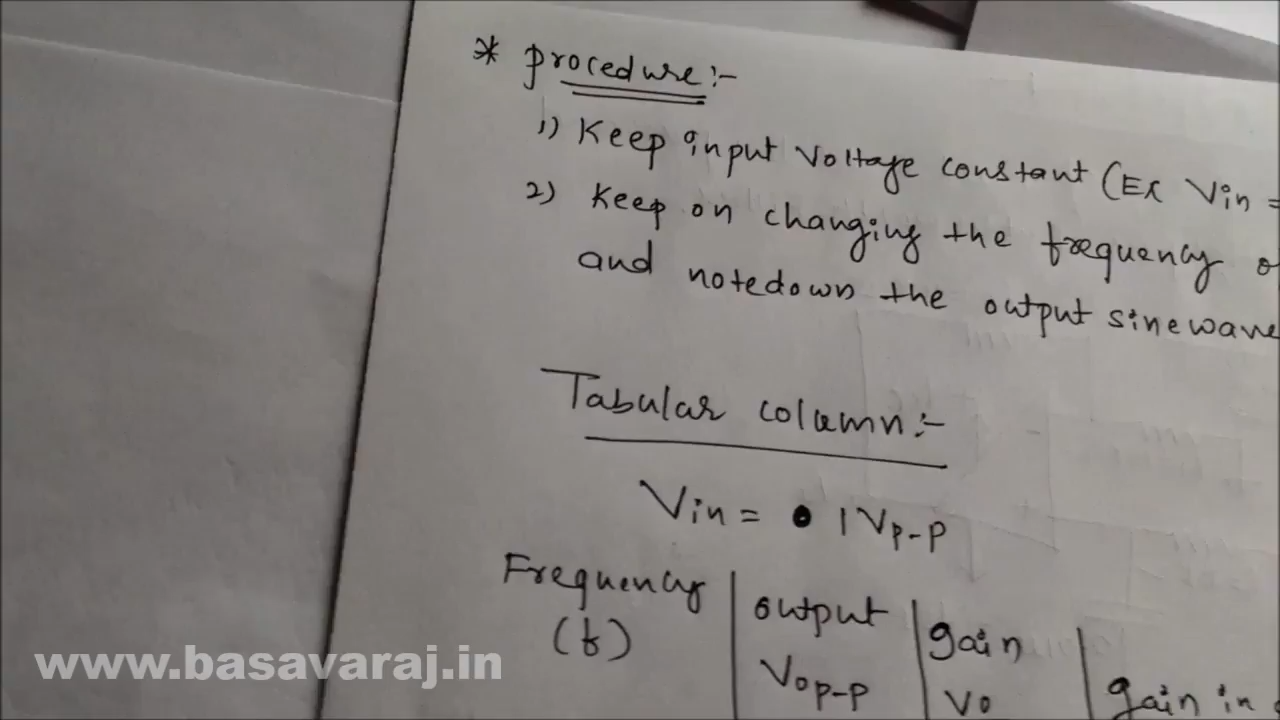 * Procedure:-
1) Keep input voltage constant (Ex Vin =
2) Keep on changing the frequency of
and notedown the output sinewave
Tabular column:-
Vin = 1Vp-p
Frequency (f) | output Vop-p | gain Vo | gain in
www.basavaraj.in